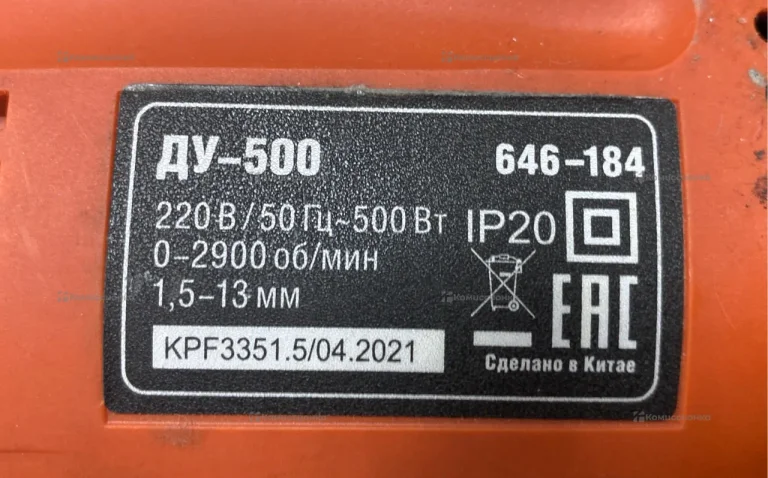 ДУ-500
646-184
220 В / 50 Гц~500 Вт
IP20
0-2900 об/мин
1,5-13 мм
EAC
KPF3351.5/04.2021
Сделано в Китае
Комиссионка